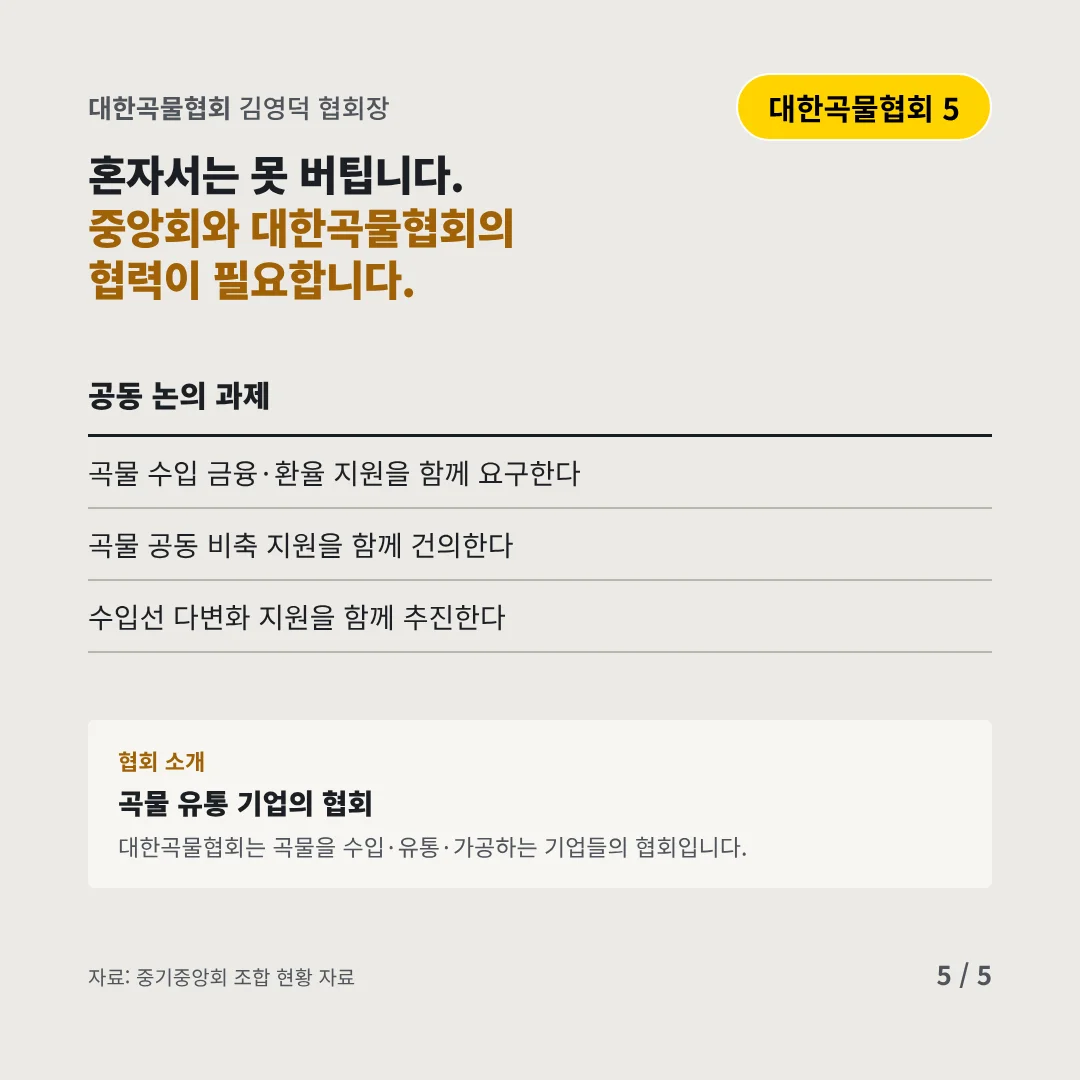 대한곡물협회 김영덕 협회장
대한곡물협회 5
혼자서는 못 버팁니다.
중앙회와 대한곡물협회의
협력이 필요합니다.
공동 논의 과제
곡물 수입 금융·환율 지원을 함께 요구한다
곡물 공동 비축 지원을 함께 건의한다
수입선 다변화 지원을 함께 추진한다
협회 소개
곡물 유통 기업의 협회
대한곡물협회는 곡물을 수입·유통·가공하는 기업들의 협회입니다.
자료: 중기중앙회 조합 현황 자료
5 / 5